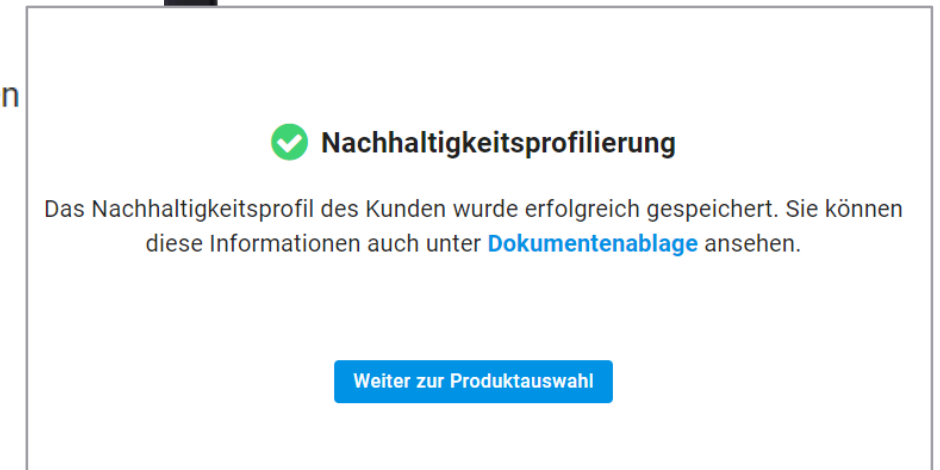 n
Nachhaltigkeitsprofilierung
Das Nachhaltigkeitsprofil des Kunden wurde erfolgreich gespeichert. Sie können
diese Informationen auch unter Dokumentenablage ansehen.
Weiter zur Produktauswahl